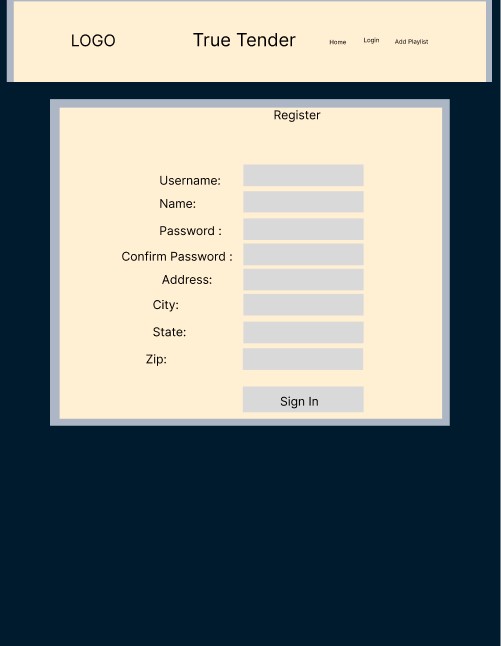 LOGO
True Tender
Home
Login
Add Playlist
Register
Username:
Name:
Password :
Confirm Password :
Address:
City:
State:
Zip:
Sign In